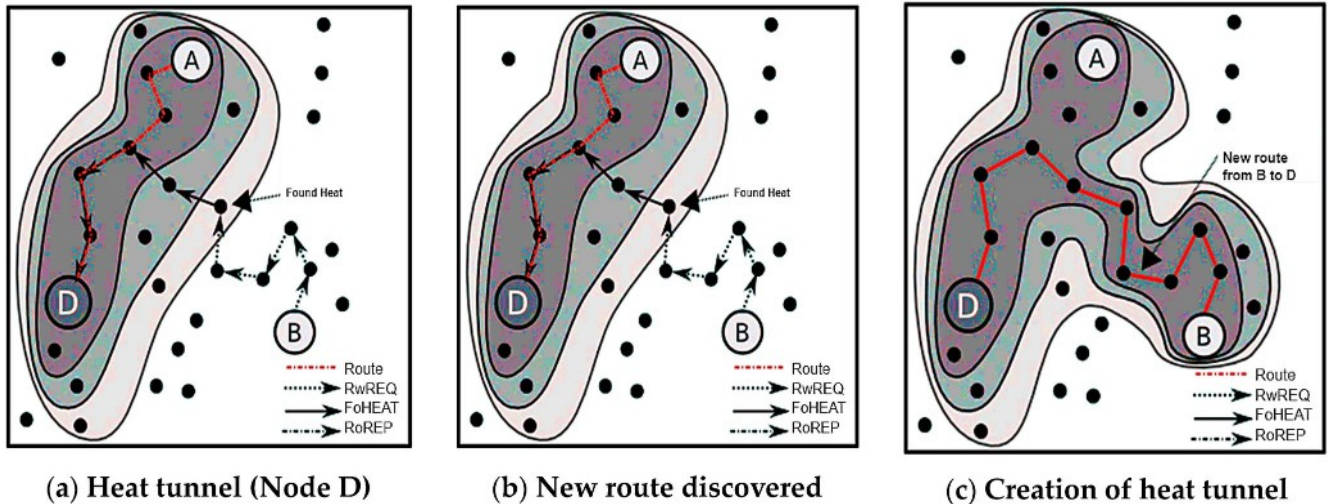 A
Found Heat
D
B
Route
RwREQ
FoHEAT
RoREP
(a) Heat tunnel (Node D)
A
Found Heat
D
B
Route
RwREQ
FoHEAT
RoREP
(b) New route discovered
A
New route
from B to D
D
B
Route
RwREQ
FoHEAT
RoREP
(c) Creation of heat tunnel